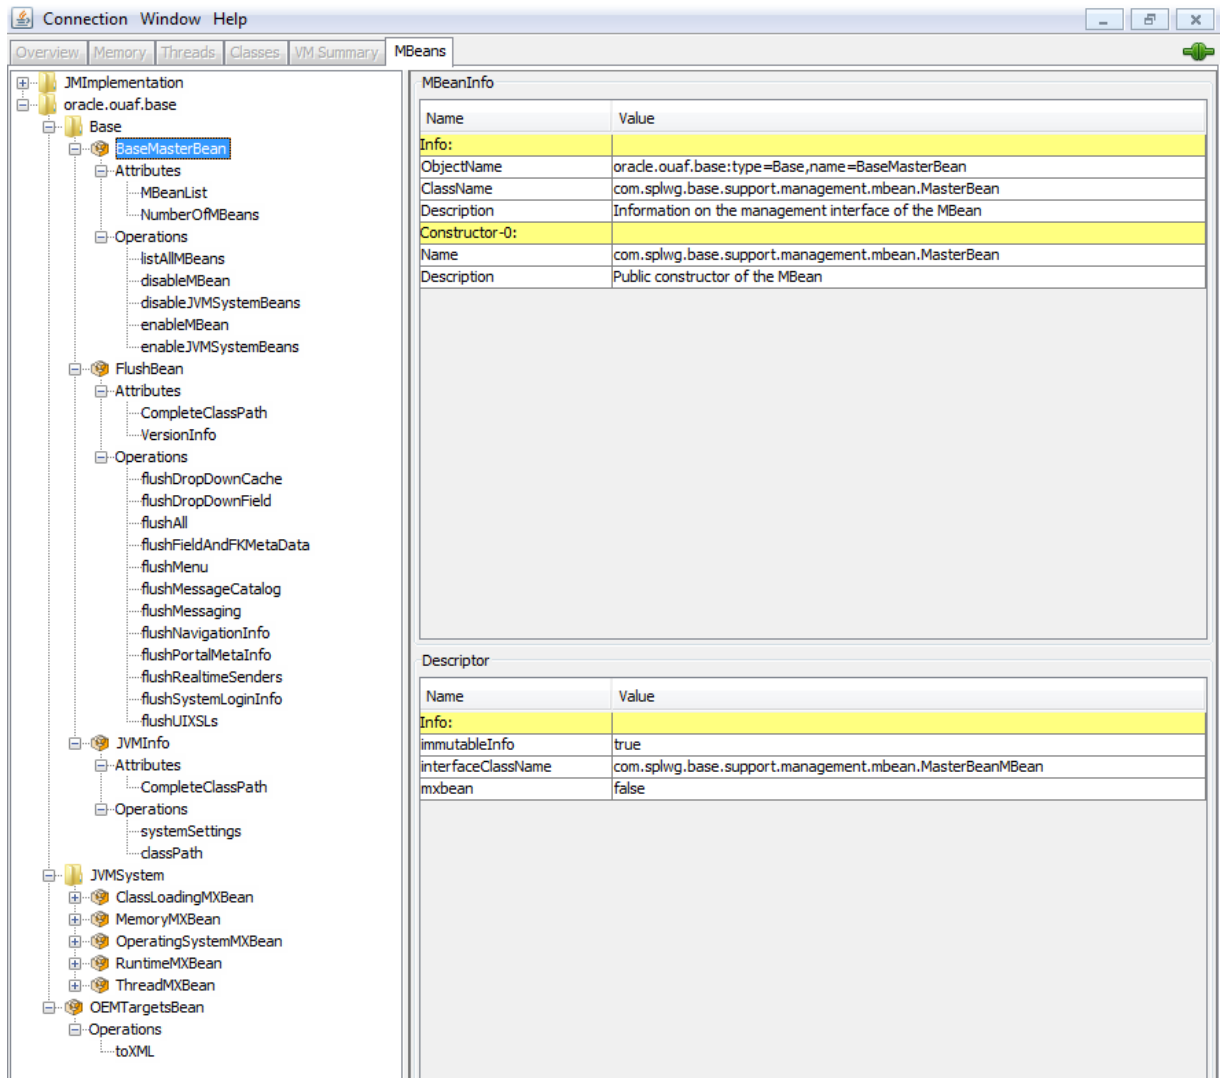 Connection Window Help
Overview Memory Threads Classes VM Summary MBeans
JMImplementation
oracle.ouaf.base
Base
BaseMasterBean
Attributes
MBeanList
NumberOfMBeans
Operations
listAllMBeans
disableMBean
disableJVMSystemBeans
enableMBean
enableJVMSystemBeans
FlushBean
Attributes
CompleteClassPath
VersionInfo
Operations
flushDropDownCache
flushDropDownField
flushAll
flushFieldAndFKMetaData
flushMenu
flushMessageCatalog
flushMessaging
flushNavigationInfo
flushPortalMetaInfo
flushRealtimeSenders
flushSystemLoginInfo
flushUIXSLs
JVMInfo
Attributes
CompleteClassPath
Operations
systemSettings
classPath
JVMSystem
ClassLoadingMXBean
MemoryMXBean
OperatingSystemMXBean
RuntimeMXBean
ThreadMXBean
OEMTargetsBean
Operations
toXML
MBeanInfo
Name Value
Info:
ObjectName oracle.ouaf.base:type=Base,name=BaseMasterBean
ClassName com.splwg.base.support.management.mbean.MasterBean
Description Information on the management interface of the MBean
Constructor-0:
Name com.splwg.base.support.management.mbean.MasterBean
Description Public constructor of the MBean
Descriptor
Name Value
Info:
immutableInfo true
interfaceClassName com.splwg.base.support.management.mbean.MasterBeanMBean
mxbean false